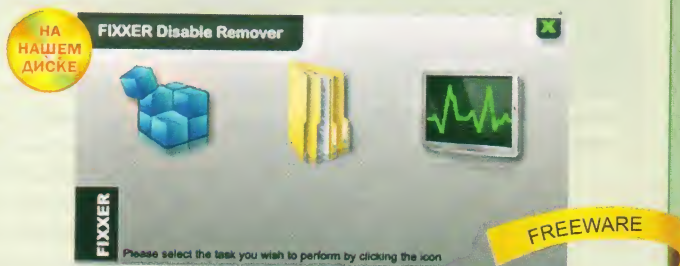 НА
НАШЕМ
ДИСКЕ
FIXXER Disable Remover
X
FIXXER
Please select the task you wish to perform by clicking the icon
FREEWARE